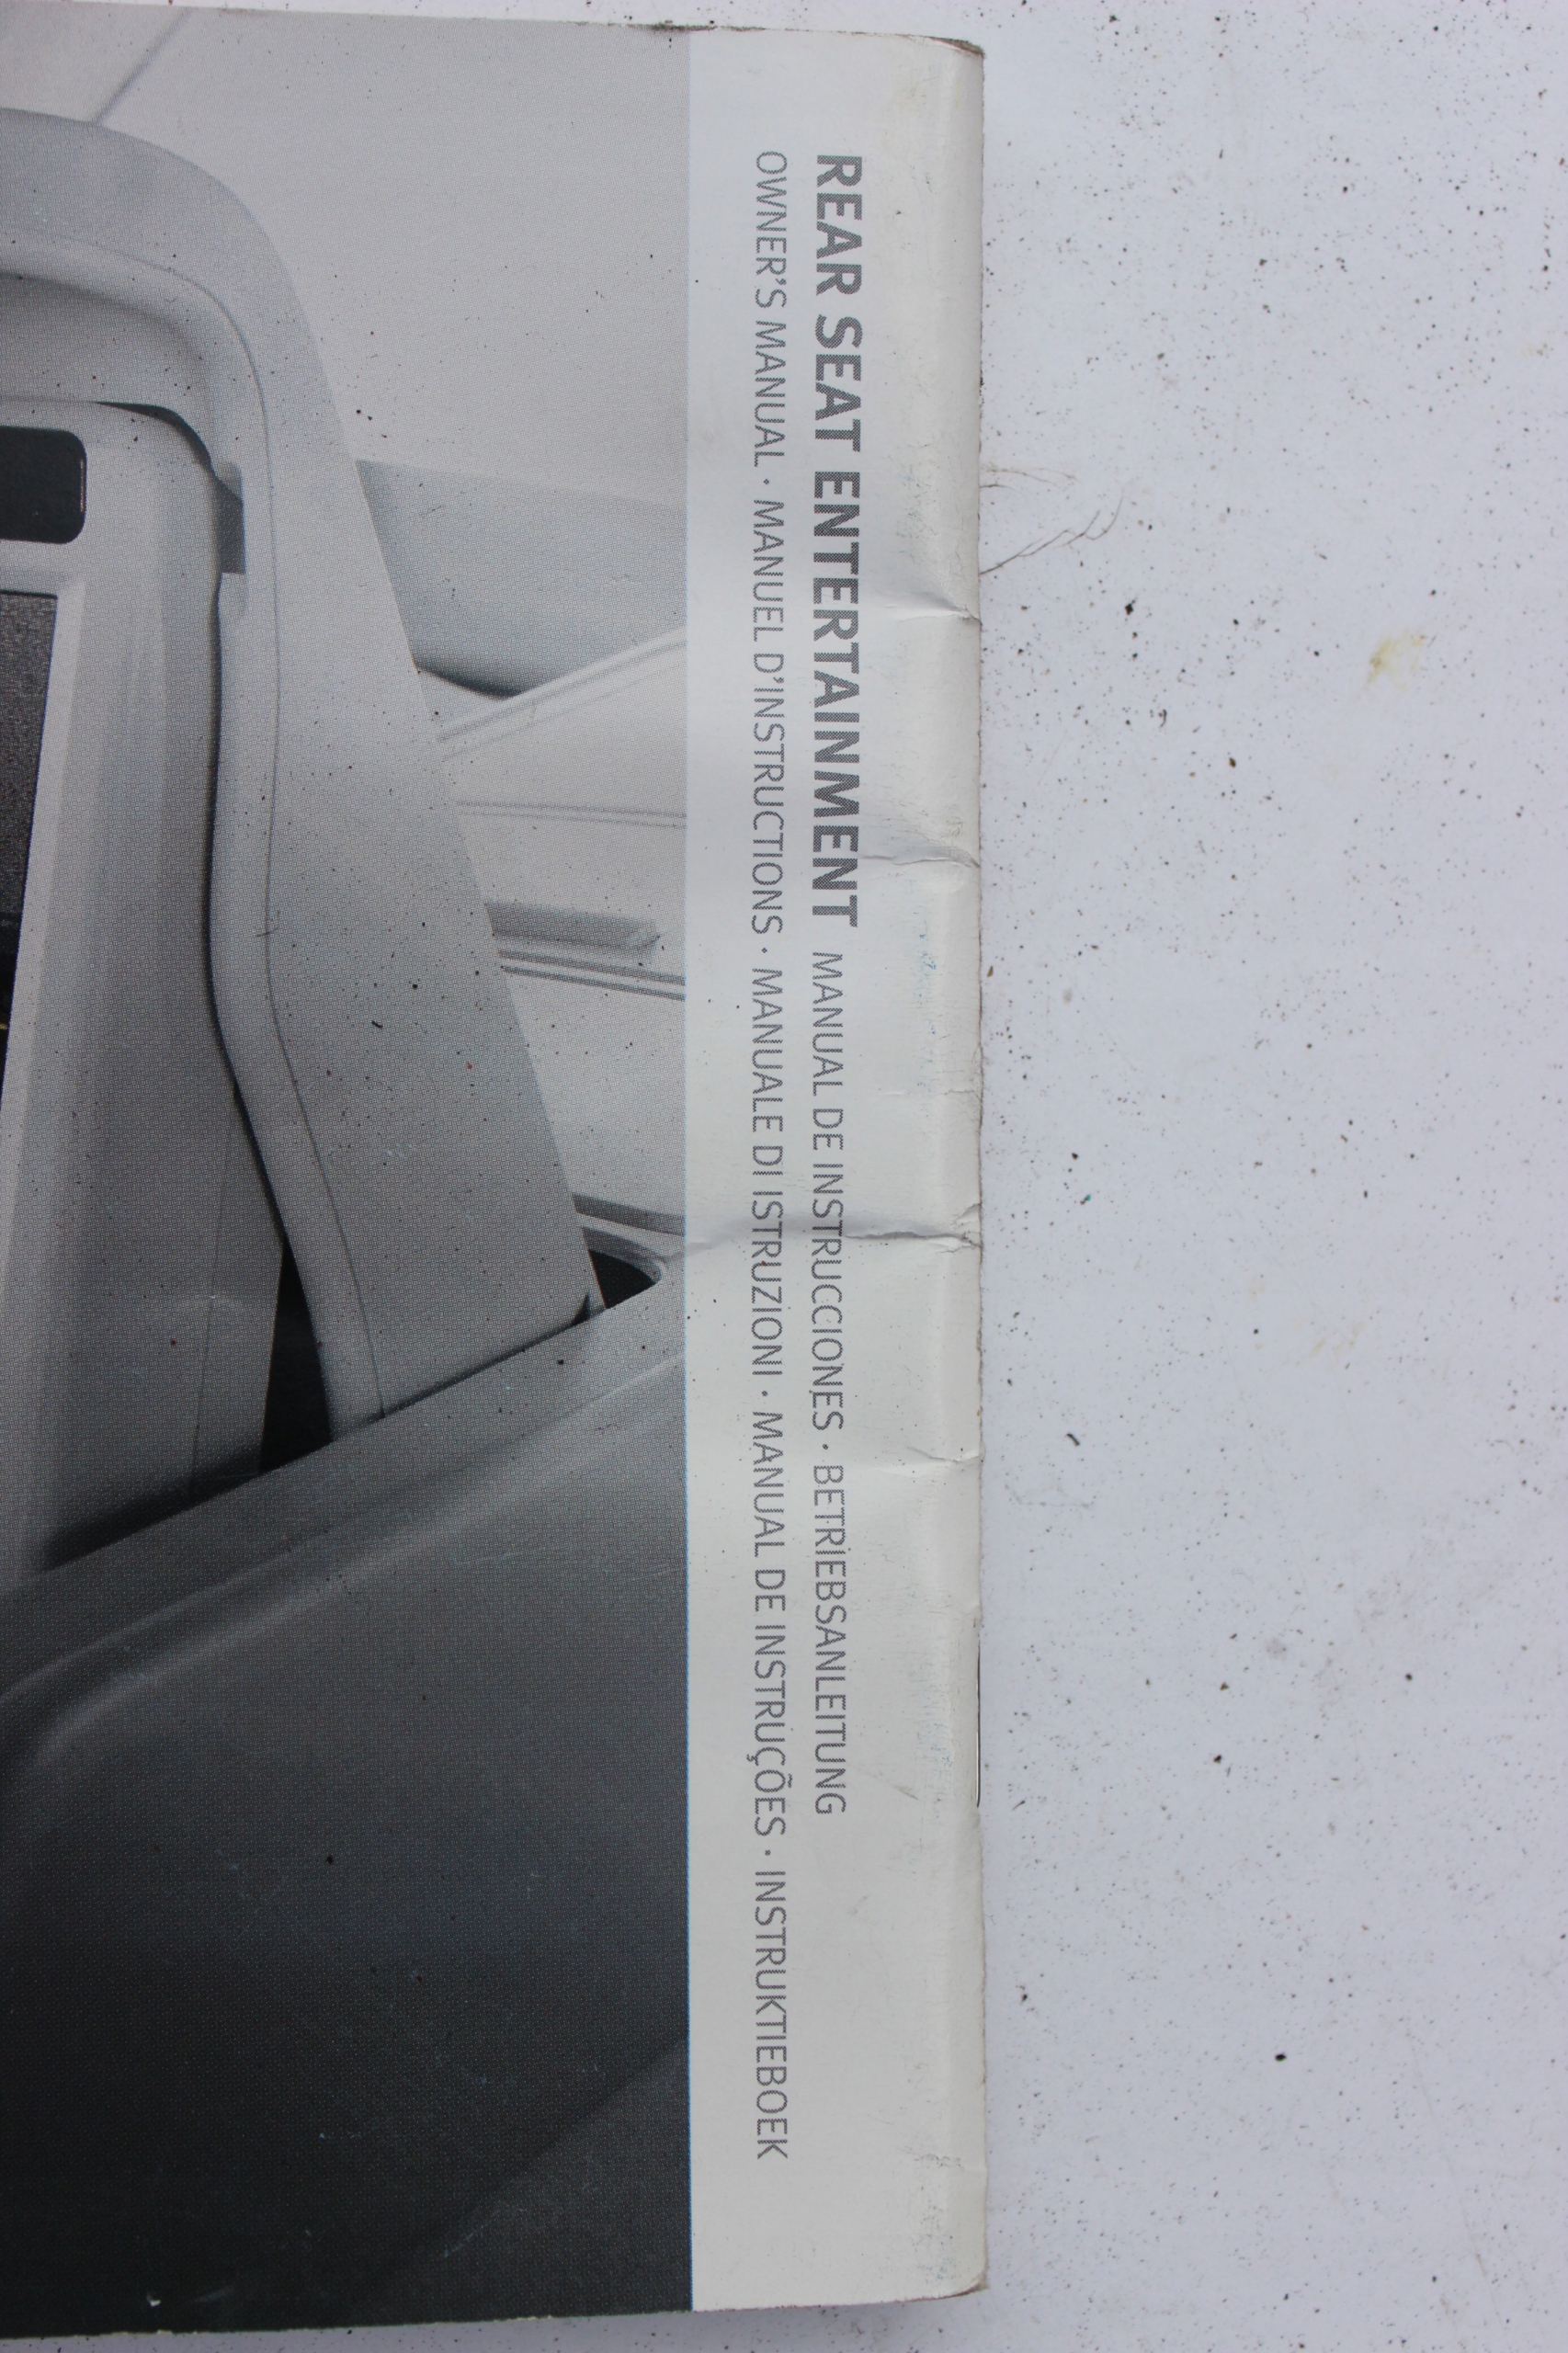 REAR SEAT ENTERTAINMENT MANUAL DE INSTRUCCIONES · BETRIEBSANLEITUNG
OWNER'S MANUAL · MANUEL D'INSTRUCTIONS · MANUALE DI ISTRUZIONI · MANUAL DE INSTRUÇÕES · INSTRUKTIEBOEK